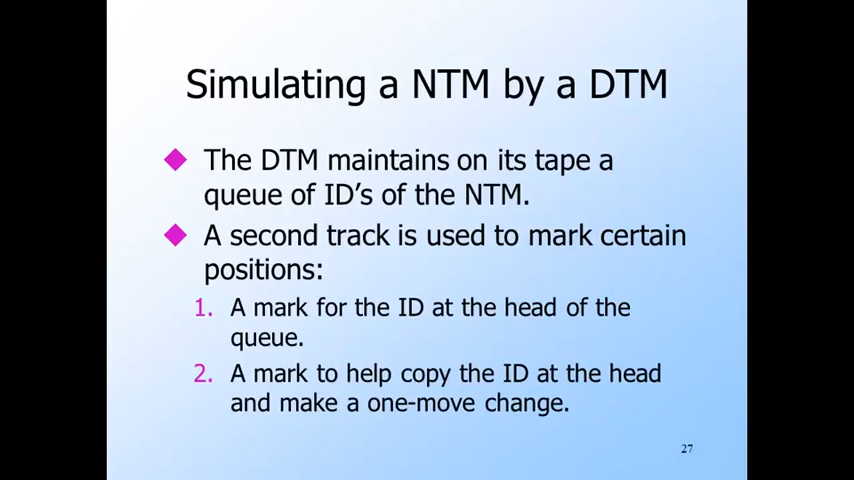 Simulating a NTM by a DTM
The DTM maintains on its tape a
queue of ID's of the NTM.
A second track is used to mark certain
positions:
1. A mark for the ID at the head of the
queue.
2. A mark to help copy the ID at the head
and make a one-move change.
27